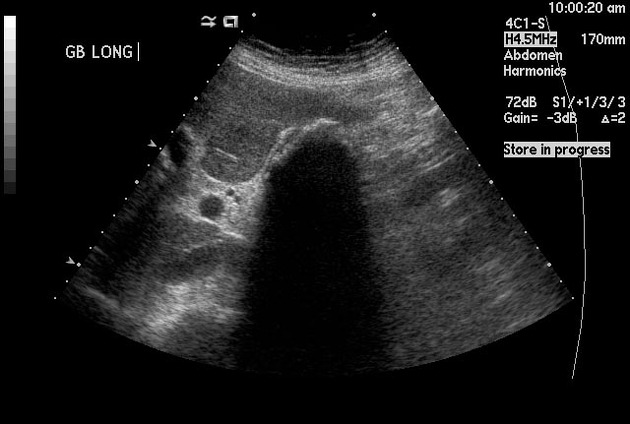 10:00:20 am
4C1-S
H4.5MHz 170mm
Abdomen
Harmonics
72dB S1/+1/3/3
Gain= -3dB Δ=2
Store in progress
GB LONG